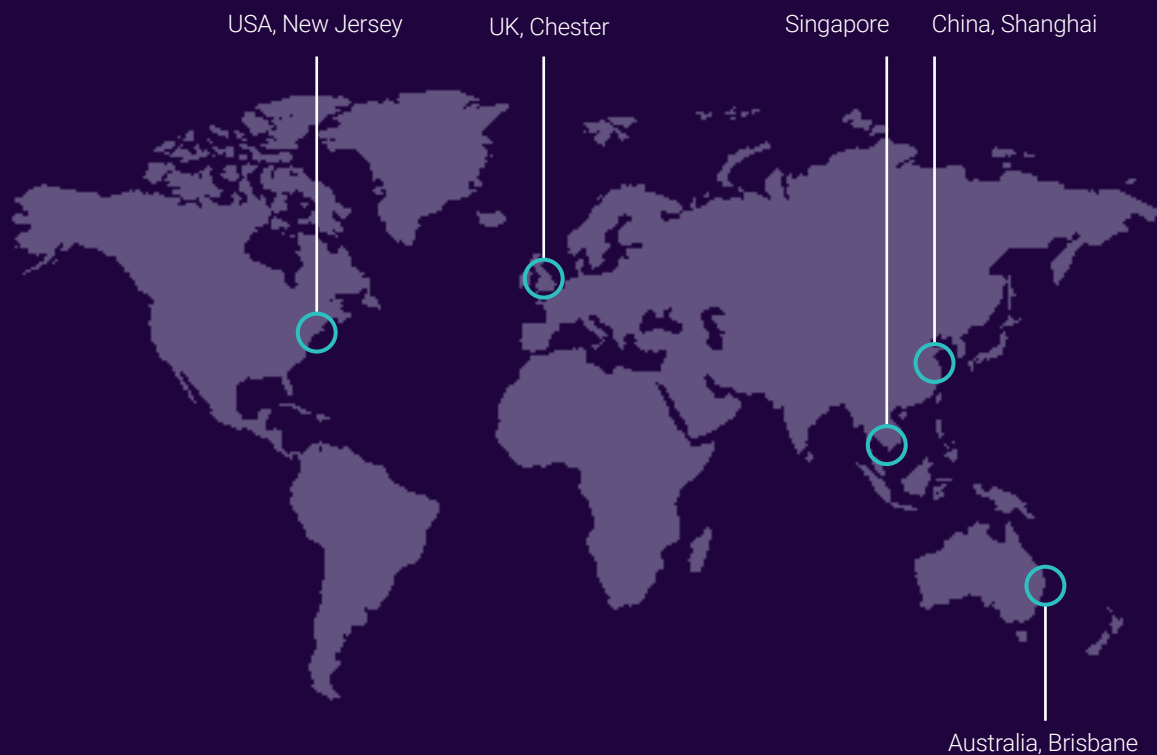 USA, New Jersey
UK, Chester
Singapore
China, Shanghai
Australia, Brisbane